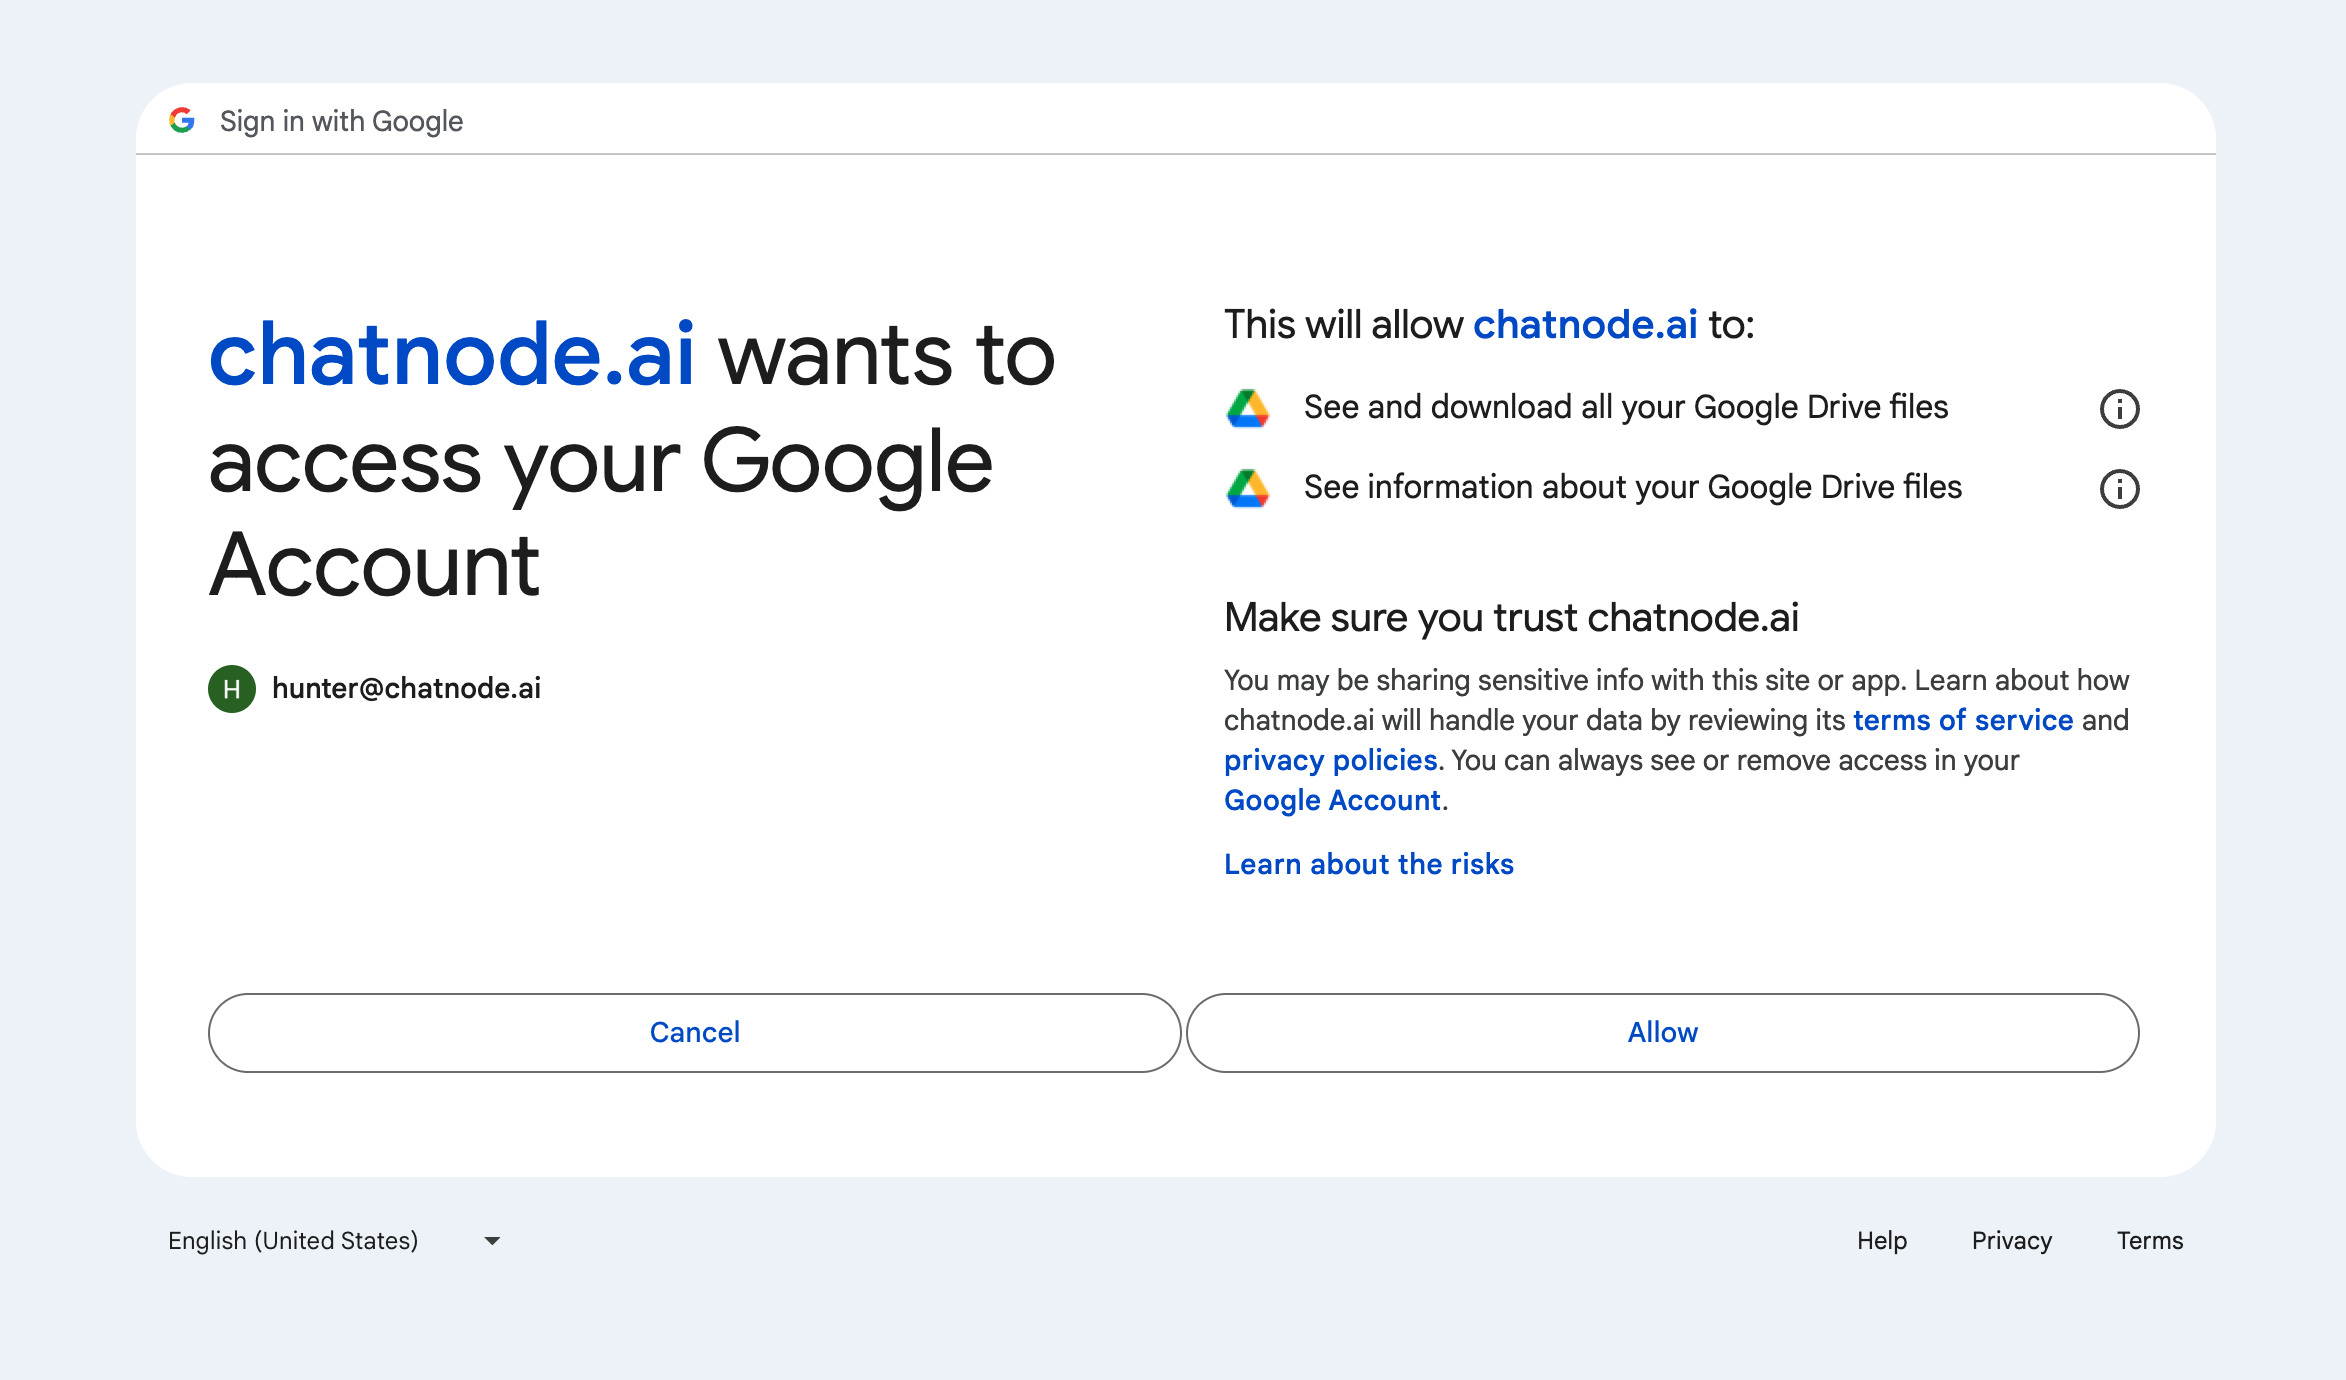 Sign in with Google
chatnode.ai wants to
access your Google
Account
H hunter@chatnode.ai
This will allow chatnode.ai to:
See and download all your Google Drive files
See information about your Google Drive files
Make sure you trust chatnode.ai
You may be sharing sensitive info with this site or app. Learn about how
chatnode.ai will handle your data by reviewing its terms of service and
privacy policies. You can always see or remove access in your
Google Account.
Learn about the risks
Cancel
Allow
English (United States)
Help
Privacy
Terms